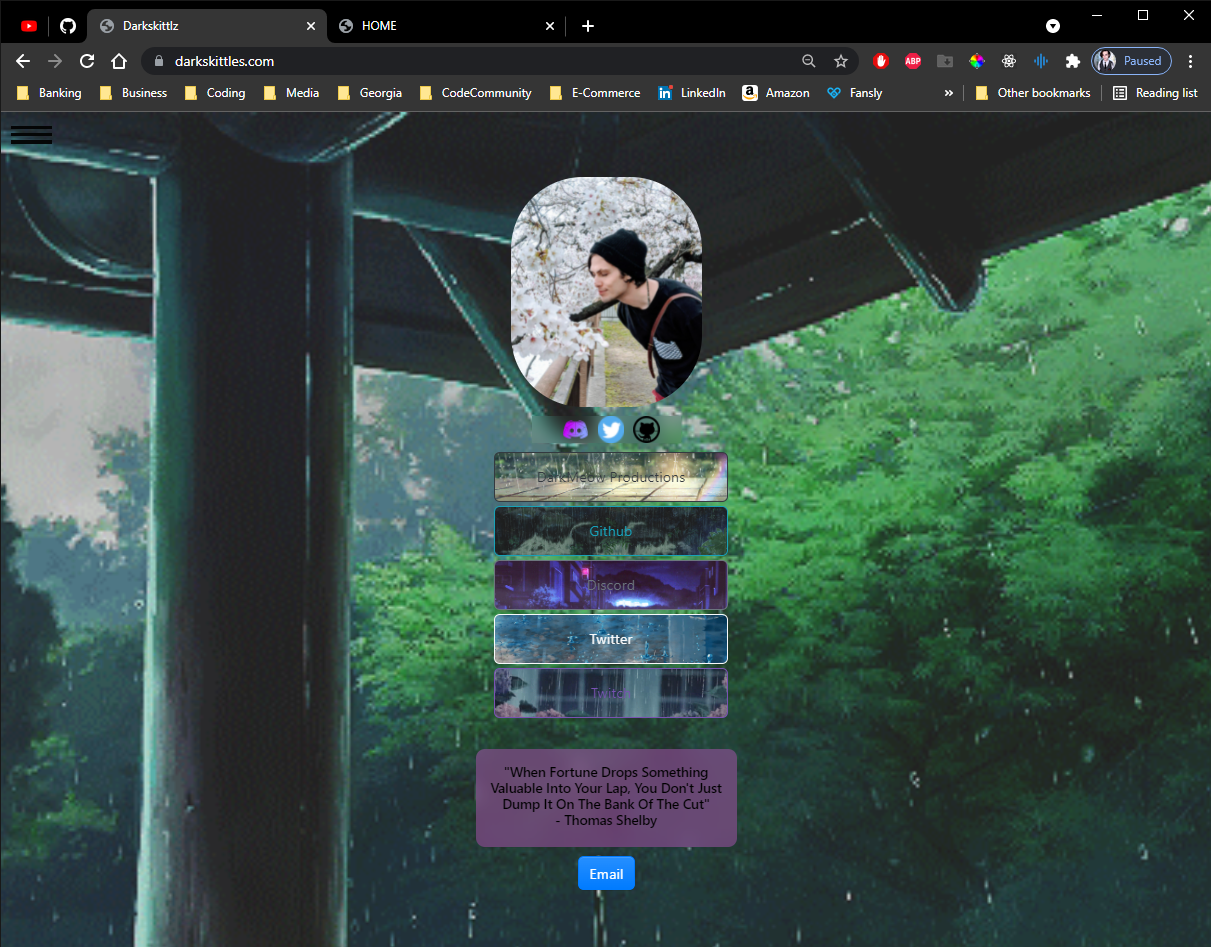 Darkskittlz
HOME
darkskittles.com
ABP
Paused
Banking
Business
Coding
Media
Georgia
CodeCommunity
E-Commerce
in
LinkedIn
a
Amazon
Fansly
»
Other bookmarks
Reading list
DarkMeow Productions
Github
Discord
Twitter
Twitch
"When Fortune Drops Something
Valuable Into Your Lap, You Don't Just
Dump It On The Bank Of The Cut"
- Thomas Shelby
Email